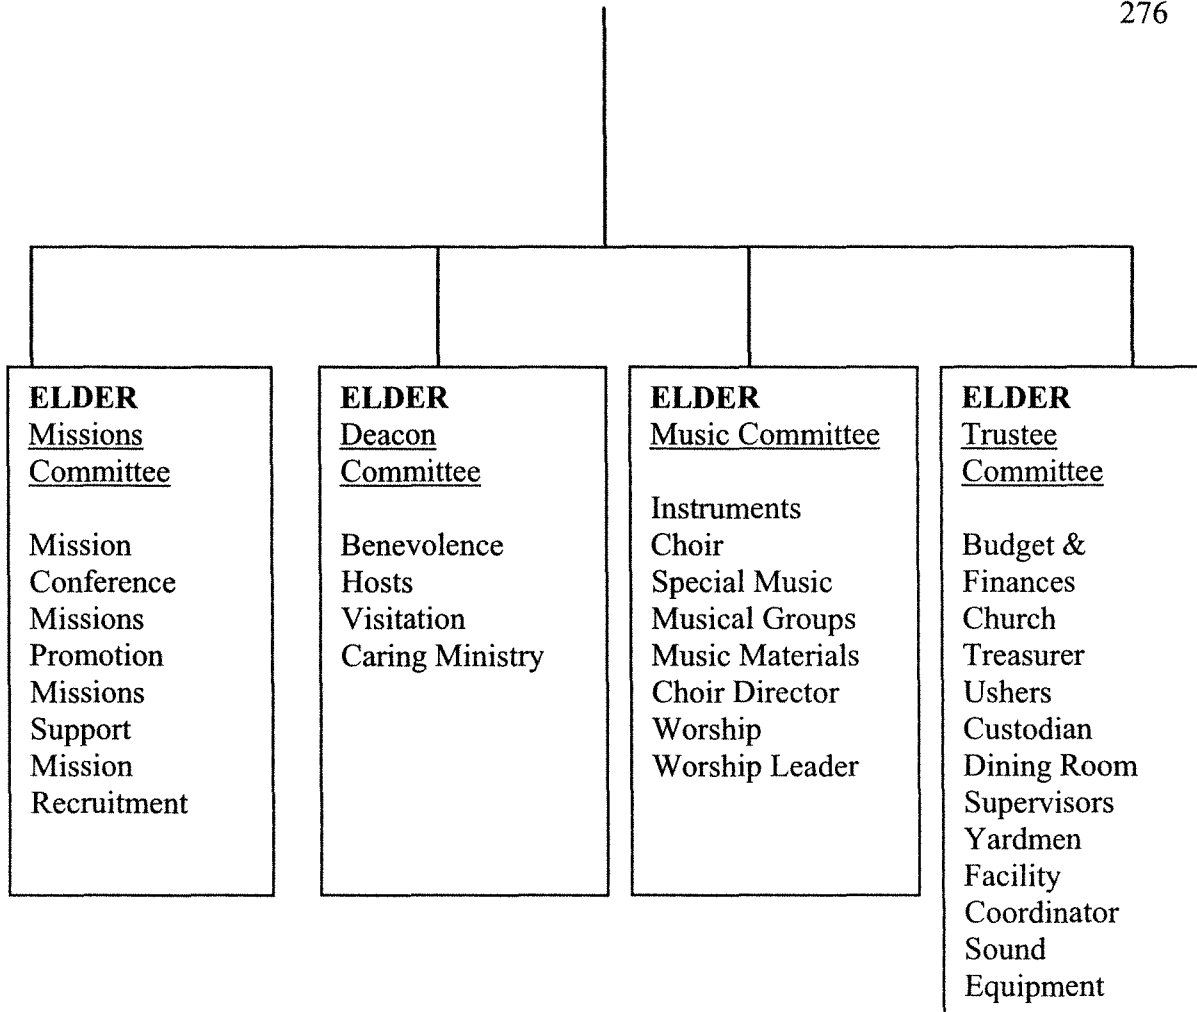 276
ELDER
Missions
Committee
Mission
Conference
Missions
Promotion
Missions
Support
Mission
Recruitment
ELDER
Deacon
Committee
Benevolence
Hosts
Visitation
Caring Ministry
ELDER
Music Committee
Instruments
Choir
Special Music
Musical Groups
Music Materials
Choir Director
Worship
Worship Leader
ELDER
Trustee
Committee
Budget &
Finances
Church
Treasurer
Ushers
Custodian
Dining Room
Supervisors
Yardmen
Facility
Coordinator
Sound
Equipment